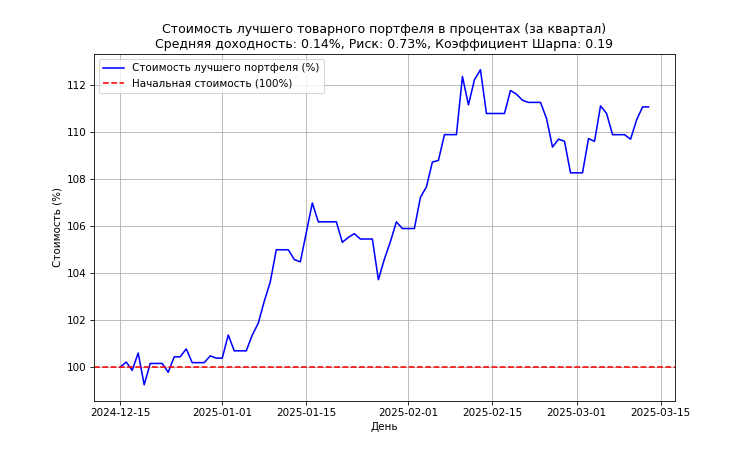 Стоимость лучшего товарного портфеля в процентах (за квартал)
Средняя доходность: 0.14%, Риск: 0.73%, Коэффициент Шарпа: 0.19
Стоимость лучшего портфеля (%)
Начальная стоимость (100%)
Стоимость (%)
112
110
108
106
104
102
100
2024-12-15
2025-01-01
2025-01-15
2025-02-01
2025-02-15
2025-03-01
2025-03-15
День